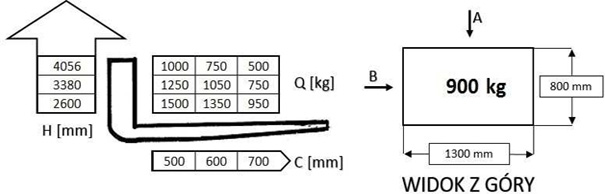 A
4056 1000 750 500
3380 1250 1050 750 Q [kg] B 900 kg 800 mm
2600 1500 1350 950
H [mm]
500 600 700 C [mm] 1300 mm
WIDOK Z GÓRY